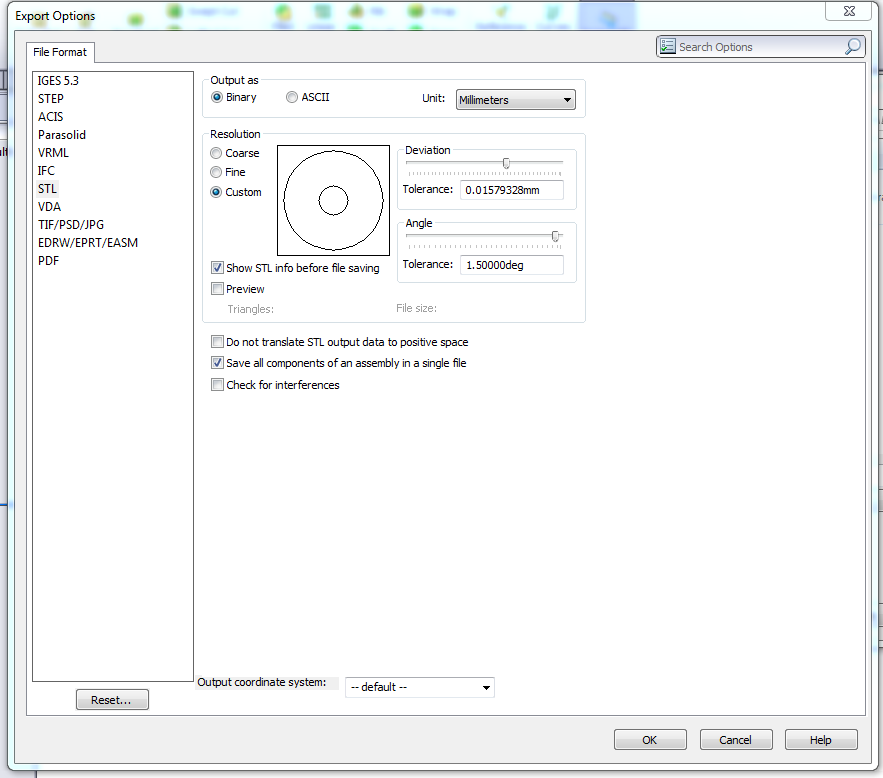 Export Options
File Format
Search Options
IGES 5.3
STEP
ACIS
Parasolid
VRML
IFC
STL
VDA
TIF/PSD/JPG
EDRW/EPRT/EASM
PDF
Reset...
Output as
Binary
ASCII
Unit:
Millimeters
Resolution
Coarse
Fine
Custom
Deviation
Tolerance:
0.01579328mm
Angle
Tolerance:
1.50000deg
Show STL info before file saving
Preview
Triangles:
File size:
Do not translate STL output data to positive space
Save all components of an assembly in a single file
Check for interferences
Output coordinate system:
-- default --
OK
Cancel
Help